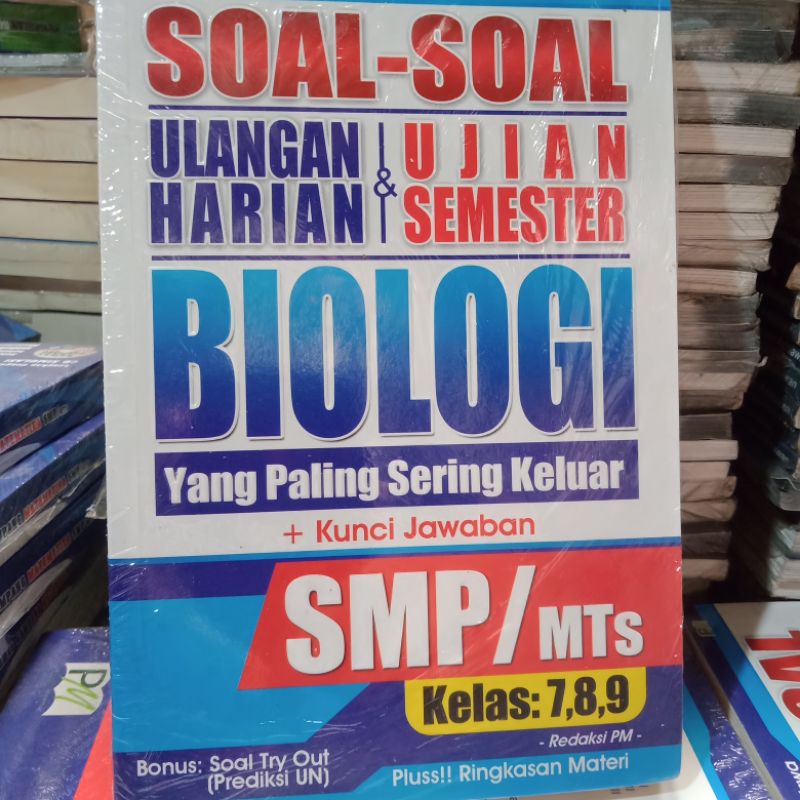 SOAL-SOAL
ULANGAN
HARIAN
&
UJIAN
SEMESTER
BIOLOGI
Yang Paling Sering Keluar
+ Kunci Jawaban
SMP/MTs
Kelas: 7,8,9
- Redaksi PM -
Bonus: Soal Try Out
(Prediksi UN)
Pluss!! Ringkasan Materi
PM